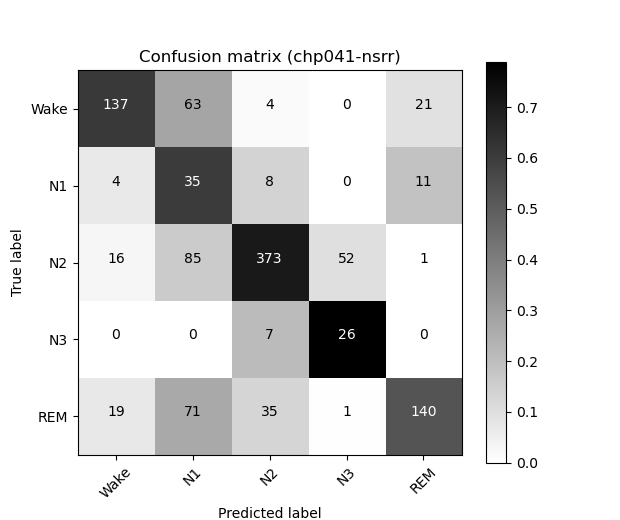 Confusion matrix (chp041-nsrr)
Wake 137 63 4 0 21
N1 4 35 8 0 11
N2 16 85 373 52 1
N3 0 0 7 26 0
REM 19 71 35 1 140
Wake N1 N2 N3 REM
Predicted label
True label
0.7
0.6
0.5
0.4
0.3
0.2
0.1
0.0